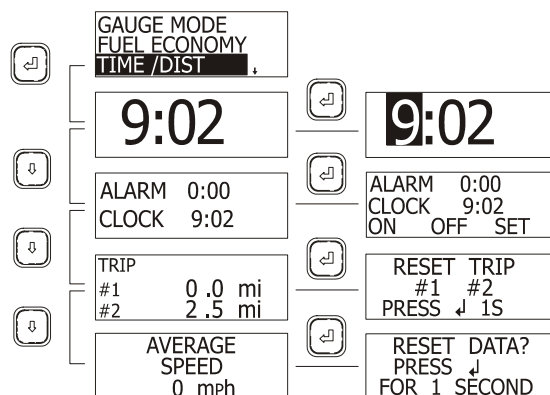 GAUGE MODE
FUEL ECONOMY
TIME /DIST
9:02
9:02
ALARM 0:00
CLOCK 9:02
ALARM 0:00
CLOCK 9:02
ON OFF SET
TRIP
#1 0.0 mi
#2 2.5 mi
RESET TRIP
#1 #2
PRESS ↲ 1S
AVERAGE
SPEED
0 mph
RESET DATA?
PRESS ↲
FOR 1 SECOND